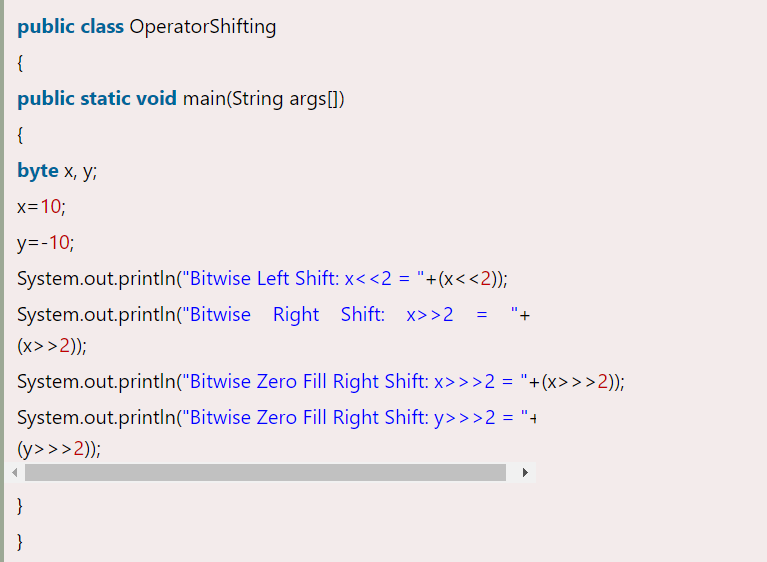 public class OperatorShifting
{
public static void main(String args[])
{
byte x, y;
x=10;
y=-10;
System.out.println("Bitwise Left Shift: x<<2 = "+(x<<2));
System.out.println("Bitwise Right Shift: x>>2 = "+
(x>>2));
System.out.println("Bitwise Zero Fill Right Shift: x>>>2 = "+(x>>>2));
System.out.println("Bitwise Zero Fill Right Shift: y>>>2 = "+
(y>>>2));
}
}